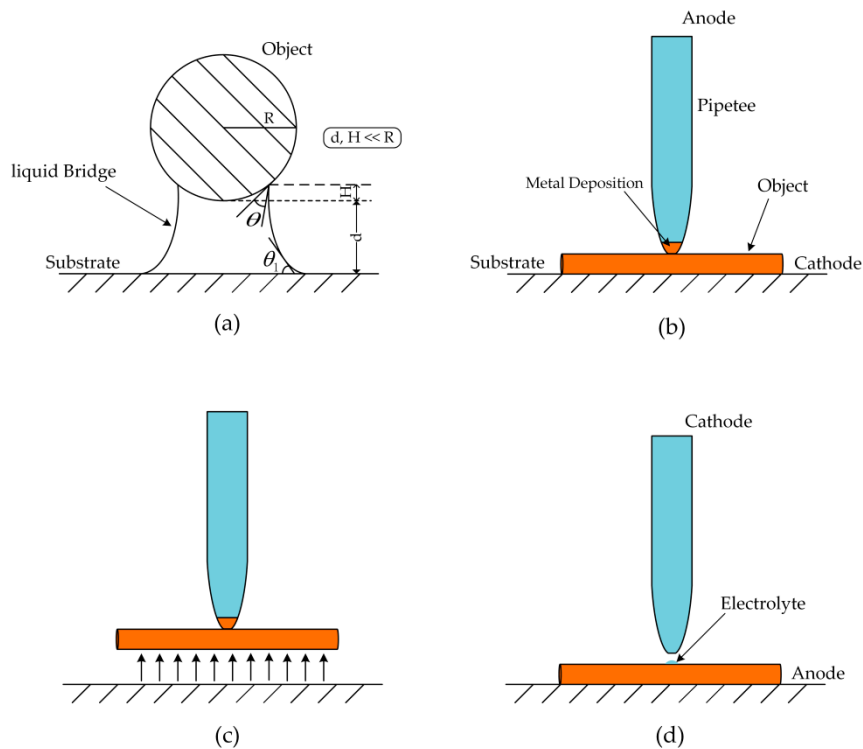 Object
R
d, H << R
liquid Bridge
H
θ
d
Substrate
θ₁
(a)
Anode
Pipetee
Metal Deposition
Object
Substrate
Cathode
(b)
(c)
Cathode
Electrolyte
Anode
(d)